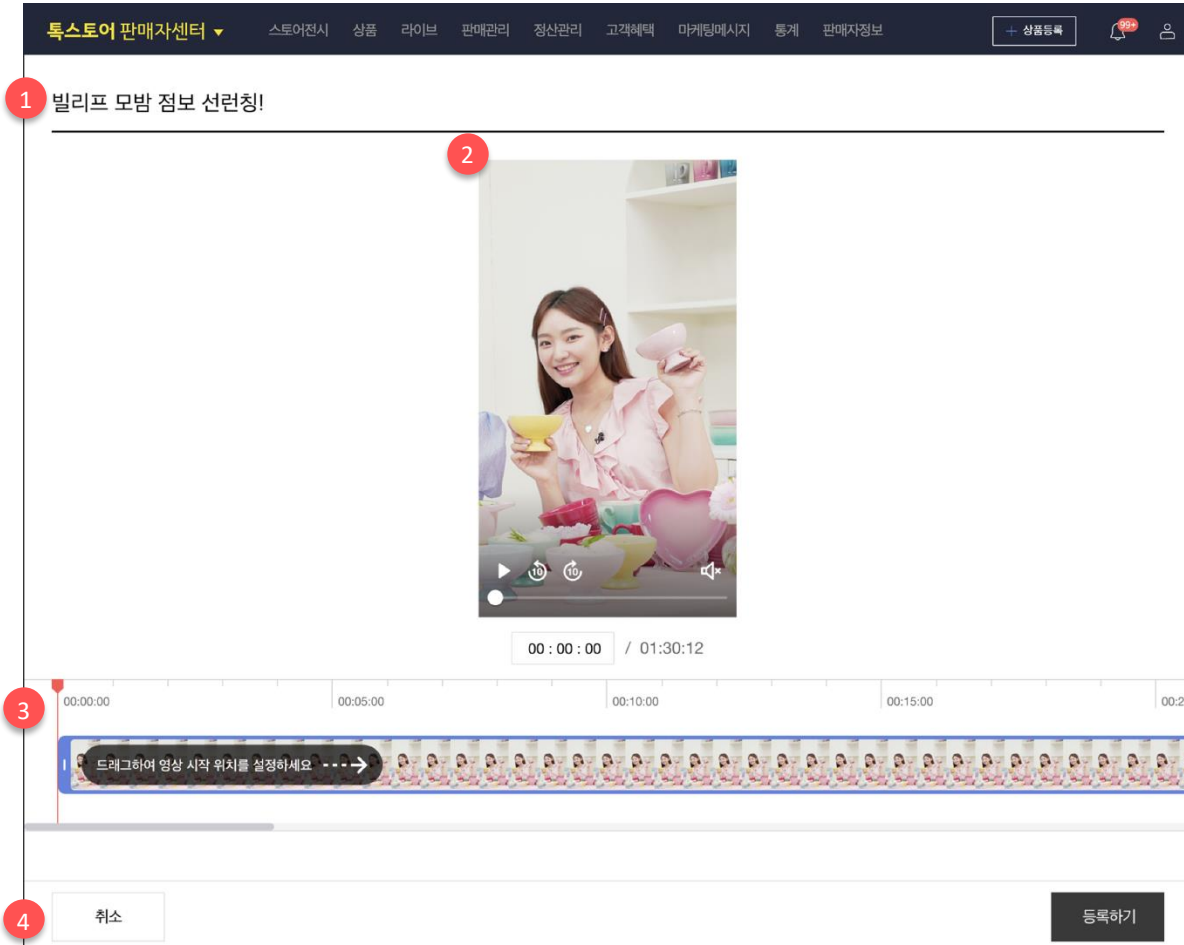 톡스토어 판매자센터 ▼ 스토어전시 상품 라이브 판매관리 정산관리 고객혜택 마케팅메시지 통계 판매자정보 + 상품등록 99+
1 빌리프 모밤 점보 선런칭!
2
10 10
00 : 00 : 00 / 01:30:12
3 00:00:00 00:05:00 00:10:00 00:15:00 00:2
드래그하여 영상 시작 위치를 설정하세요
4 취소 등록하기